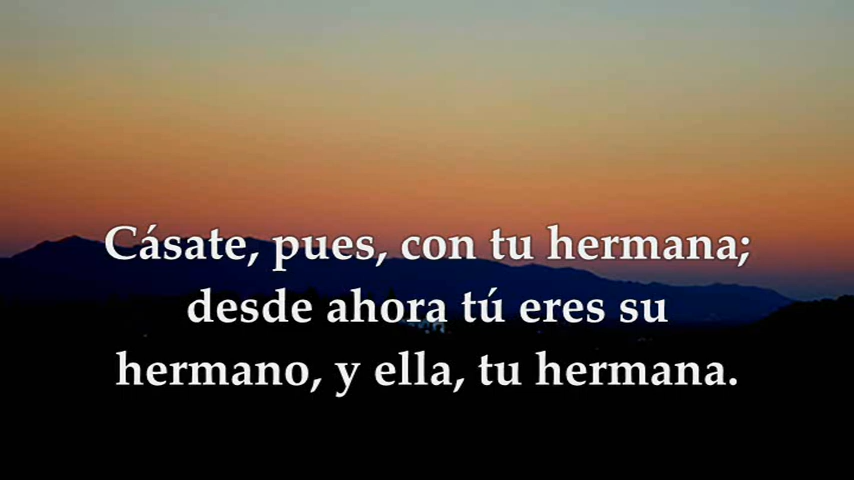 Cásate, pues, con tu hermana;
desde ahora tú eres su
hermano, y ella, tu hermana.